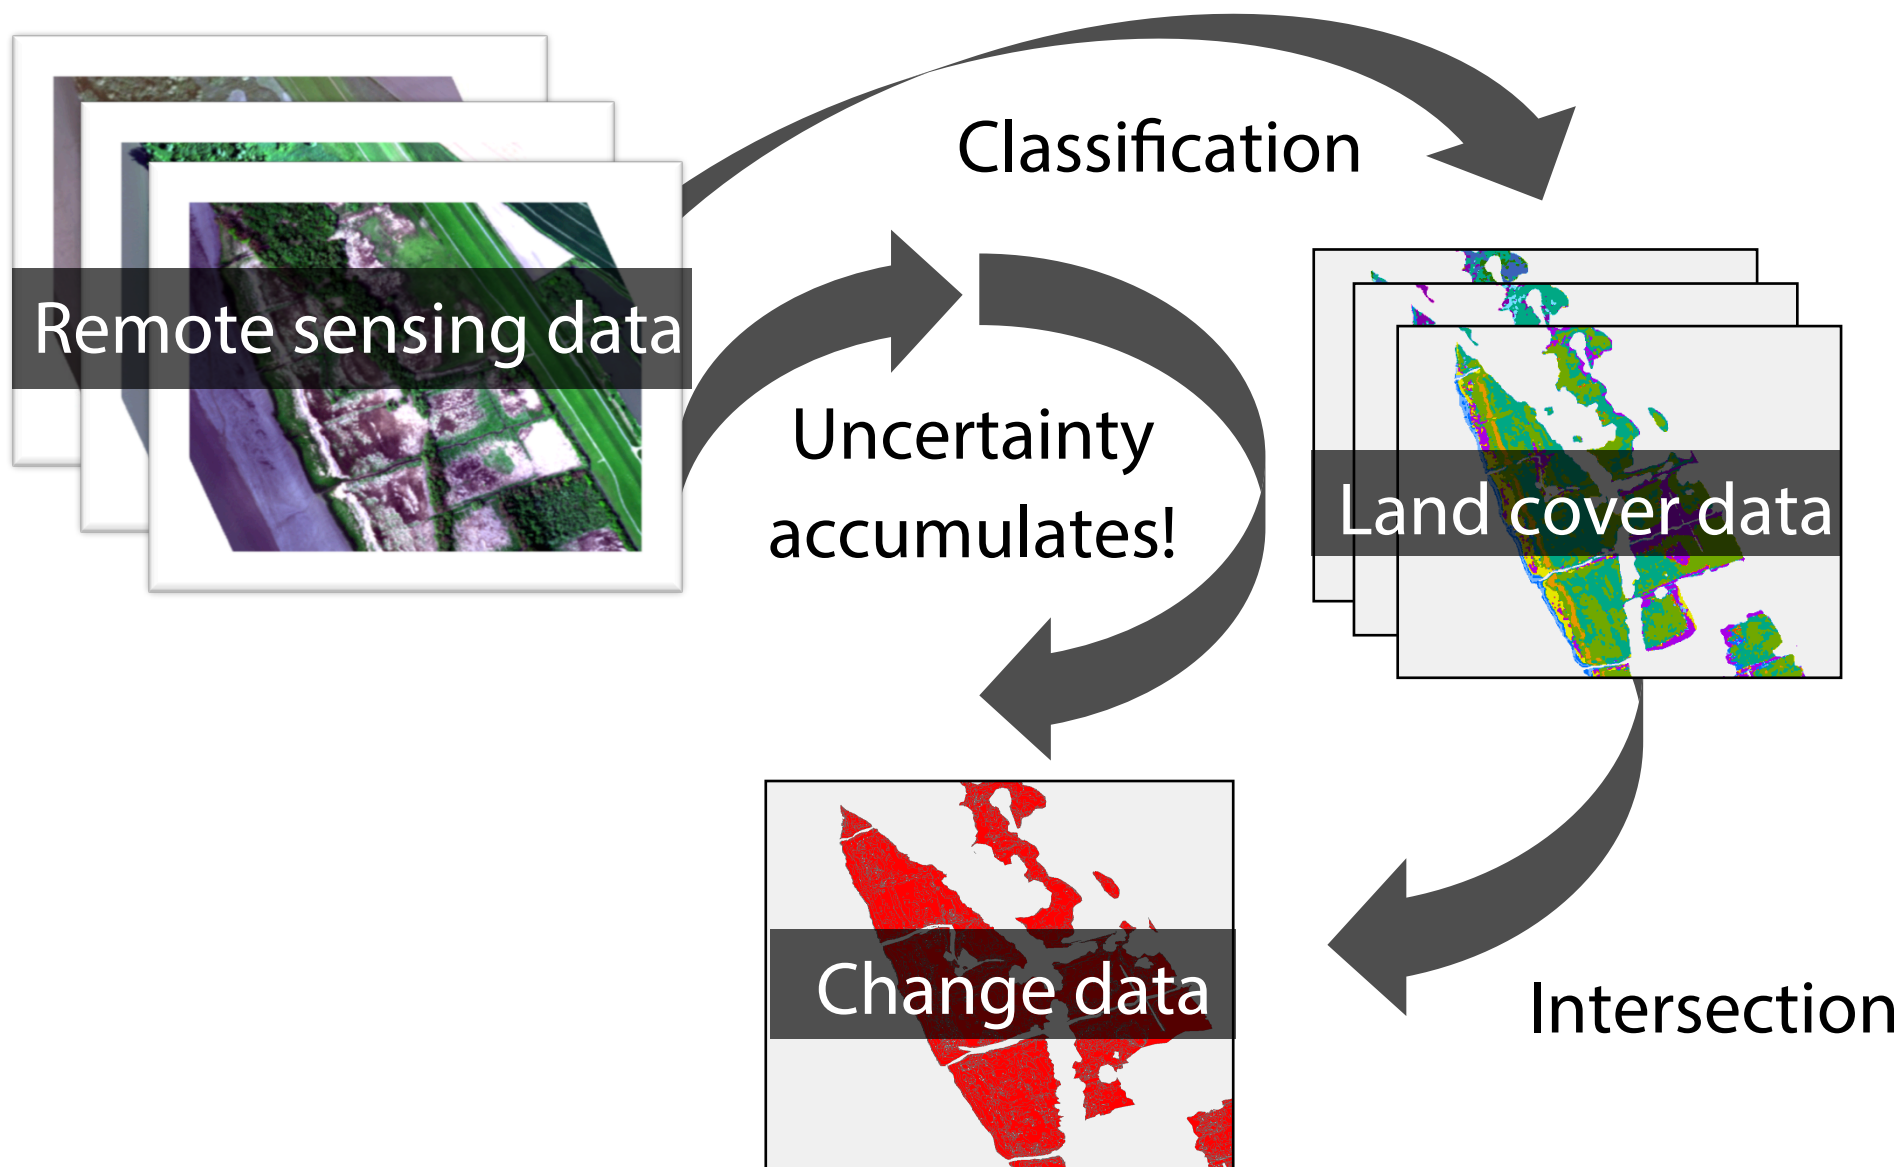 Classification
Remote sensing data
Uncertainty
accumulates!
Land cover data
Change data
Intersection